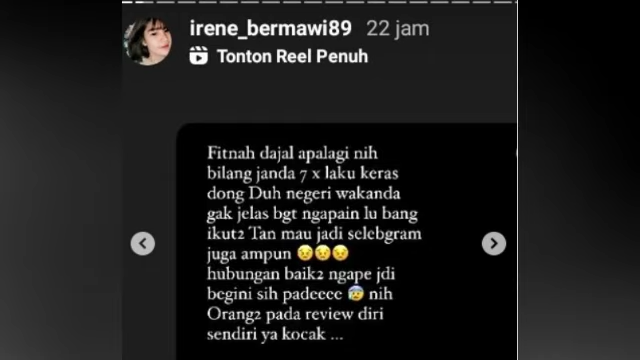 irene_bermawi89 22 jam
Tonton Reel Penuh
Fitnah dajal apalagi nih
bilang janda 7 x laku keras
dong Duh negeri wakanda
gak jelas bgt ngapain lu bang
ikut2 Tan mau jadi selebgram
juga ampun 😥😥😥
hubungan baik2 ngape jdi
begini sih padeeee 😰 nih
Orang2 pada review diri
sendiri ya kocak ...